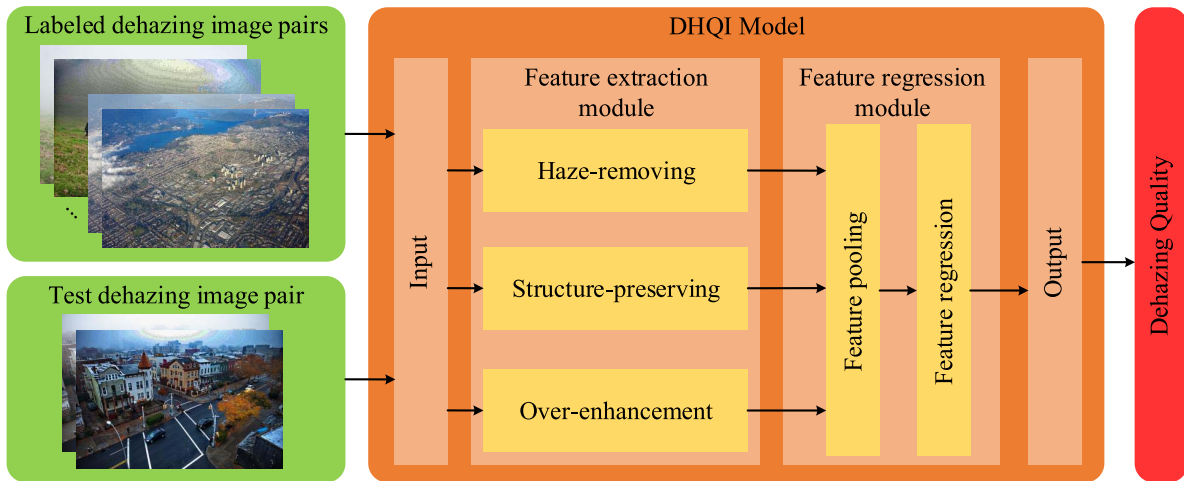 Labeled dehazing image pairs
...
Test dehazing image pair
DHQI Model
Input
Feature extraction
module
Haze-removing
Structure-preserving
Over-enhancement
Feature regression
module
Feature pooling
Feature regression
Output
Dehazing Quality